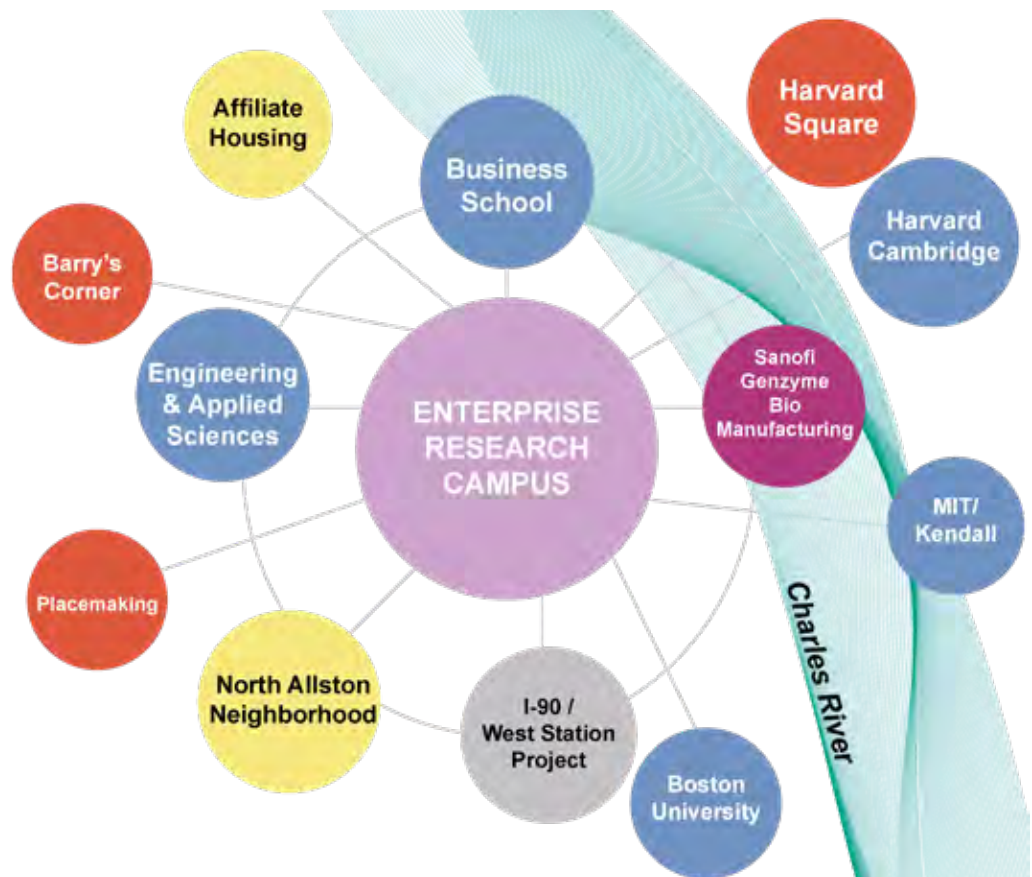 Affiliate
Housing
Business
School
Harvard
Square
Harvard
Cambridge
Barry's
Corner
Engineering
& Applied
Sciences
ENTERPRISE
RESEARCH
CAMPUS
Sanofi
Genzyme
Bio
Manufacturing
MIT/
Kendall
Placemaking
North Allston
Neighborhood
I-90 /
West Station
Project
Boston
University
Charles River